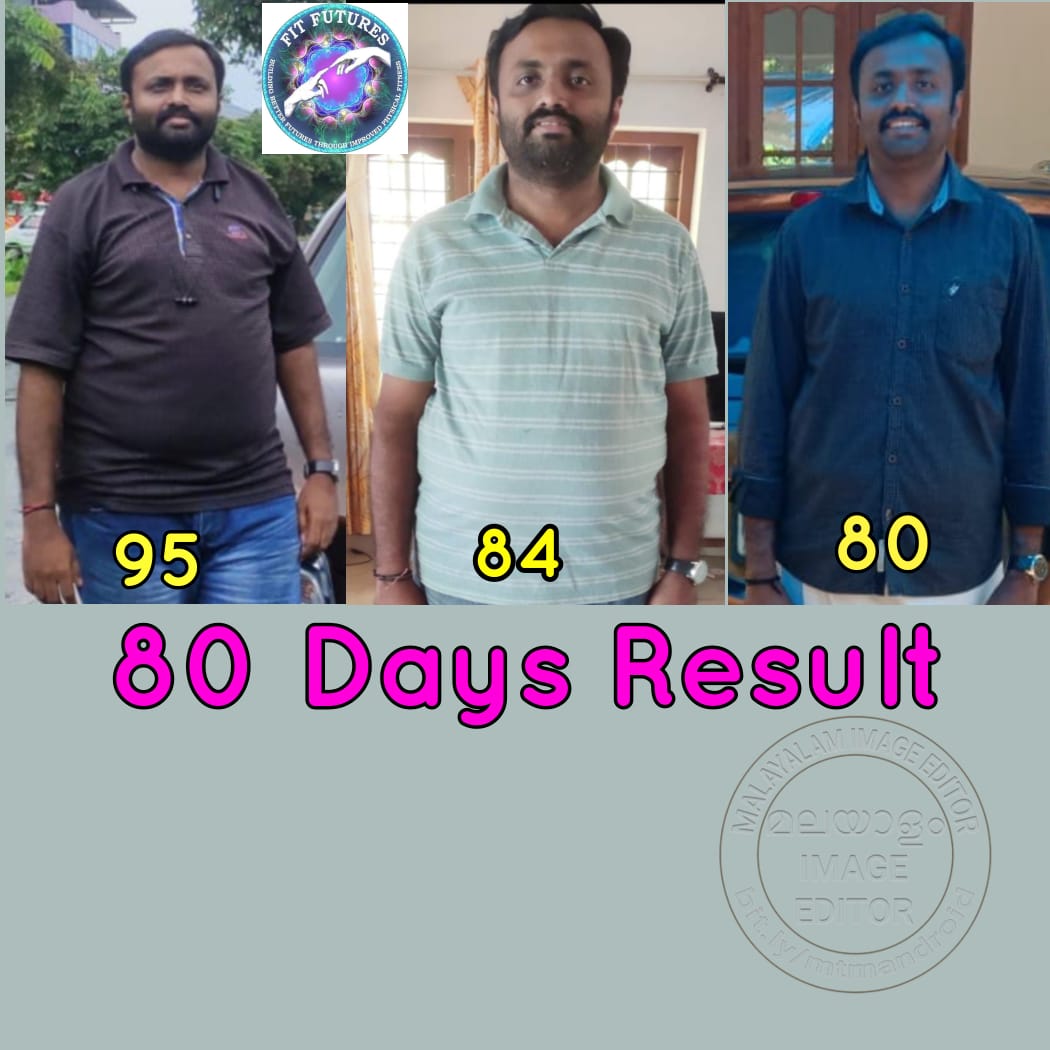 FIT FUTURES
BUILDING BETTER FUTURES THROUGH IMPROVED PHYSICAL FITNESS
95
84
80
80 Days Result
MALAYALAM IMAGE EDITOR
മലയാളം
IMAGE
EDITOR
bit.ly/mtmandroid